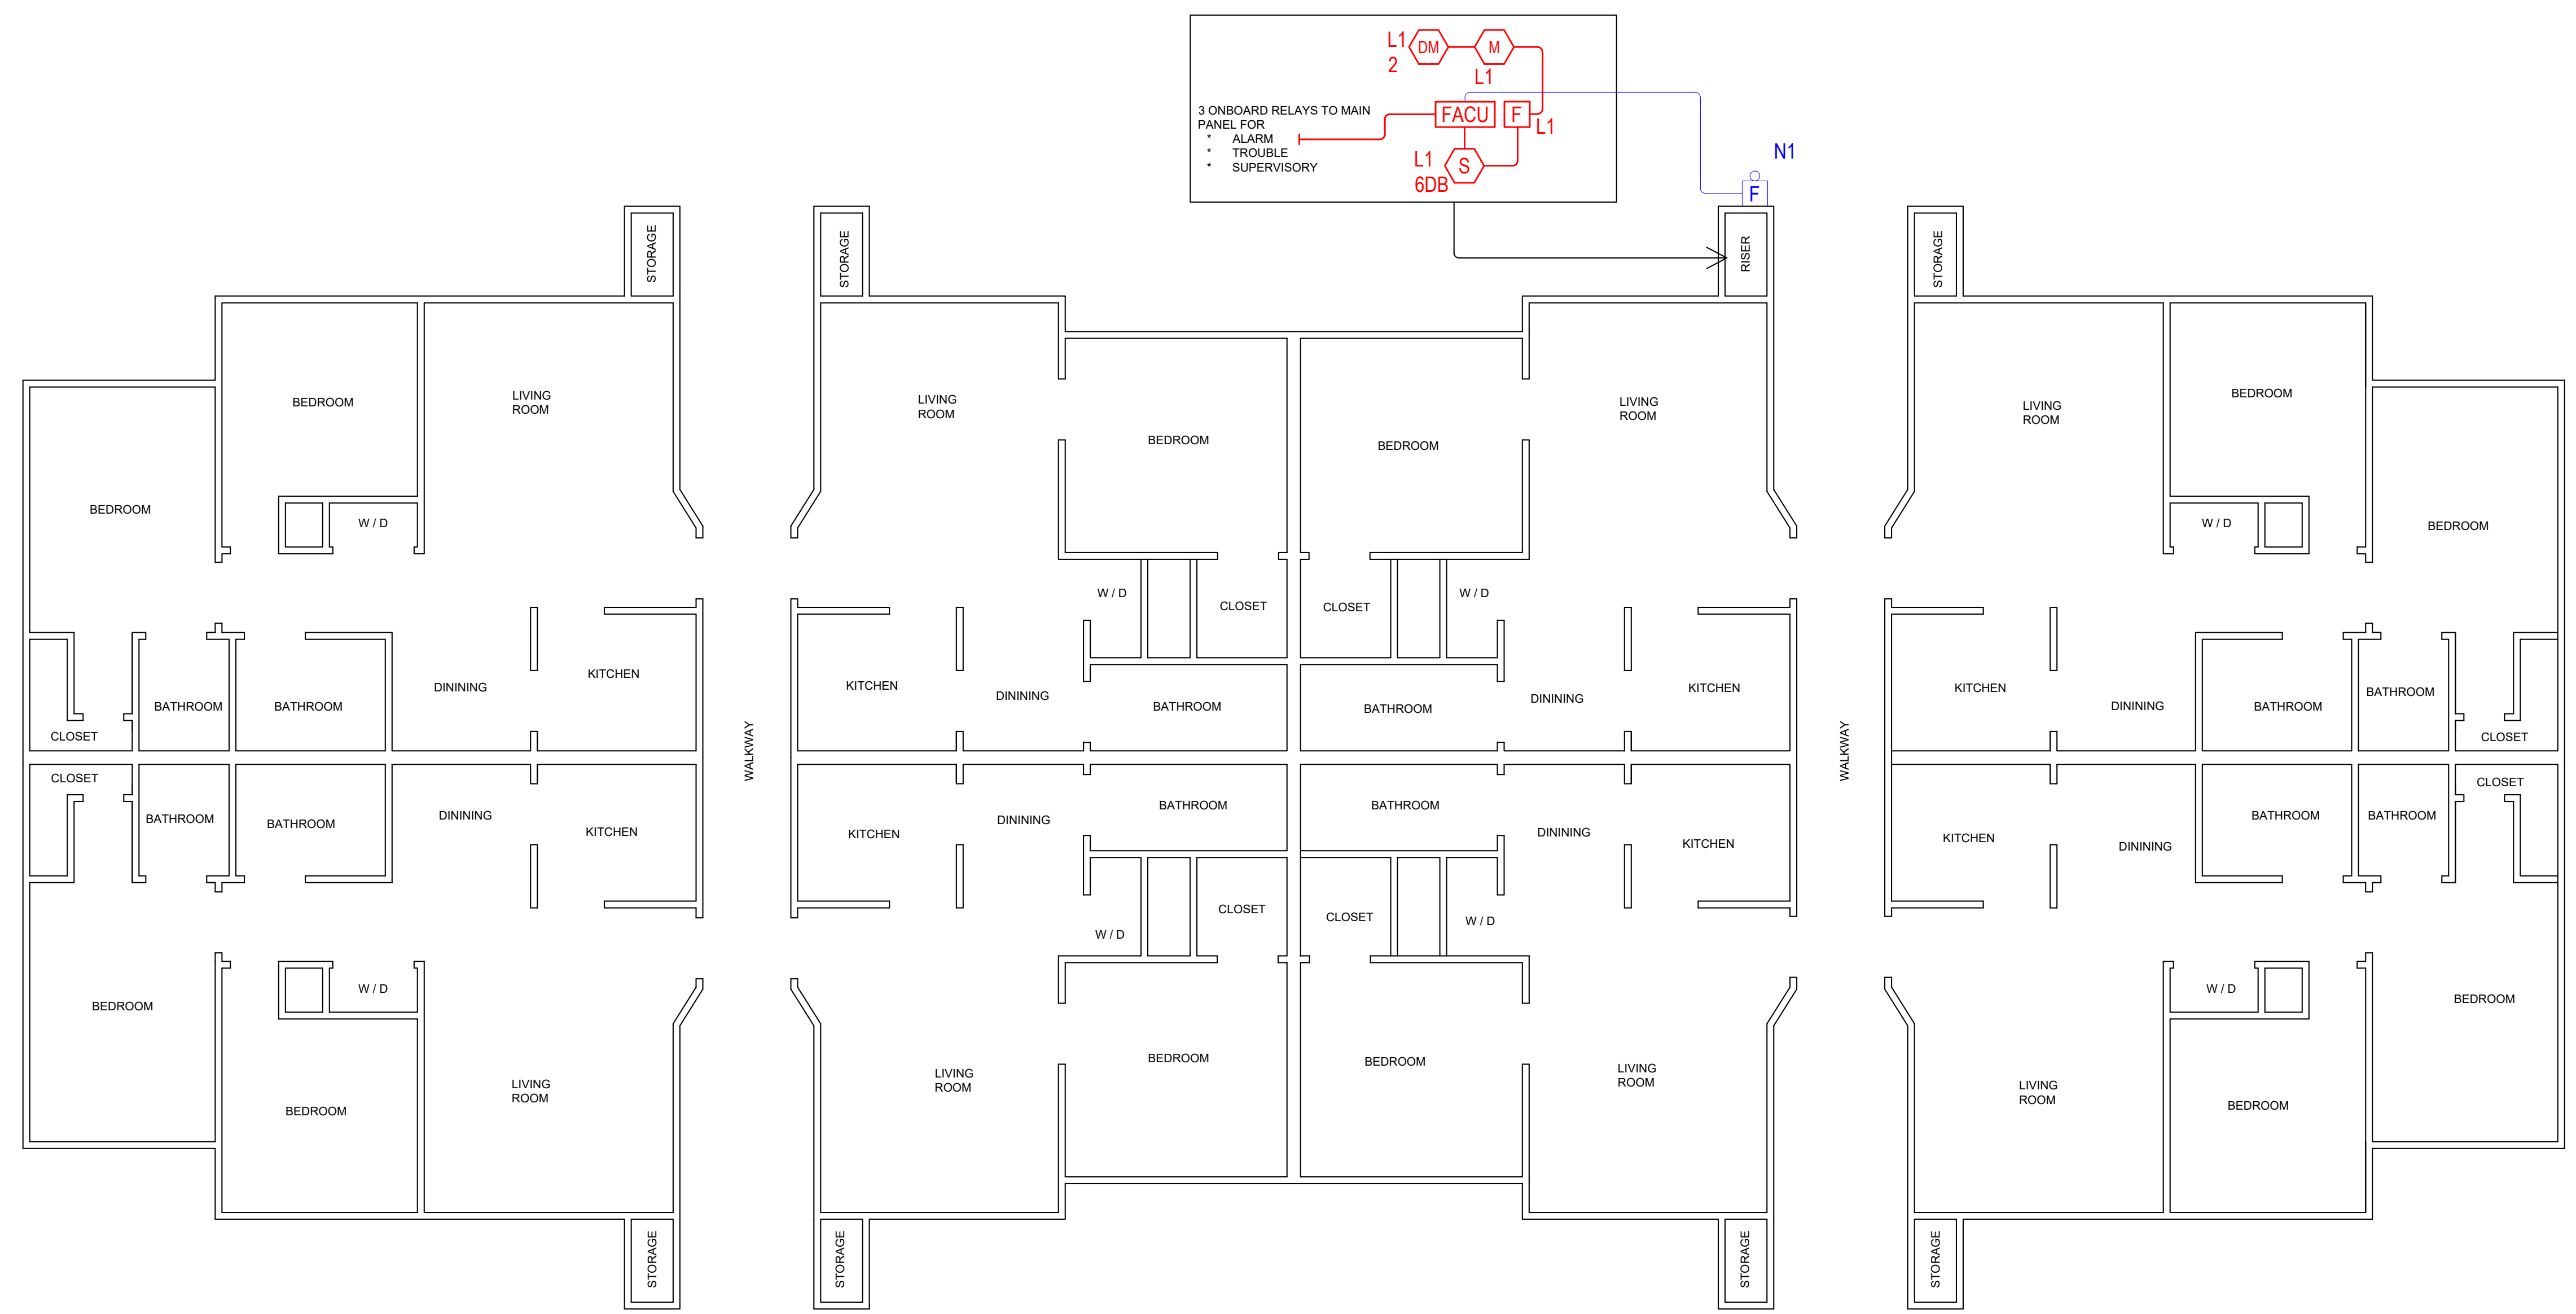 L1
DM
M
2
L1
3 ONBOARD RELAYS TO MAIN
PANEL FOR
* ALARM
* TROUBLE
* SUPERVISORY
FACU
F
L1
L1
S
6DB
N1
F
STORAGE
STORAGE
RISER
STORAGE
BEDROOM
LIVING
ROOM
LIVING
ROOM
BEDROOM
BEDROOM
LIVING
ROOM
LIVING
ROOM
BEDROOM
BEDROOM
W / D
W / D
BEDROOM
W / D
CLOSET
CLOSET
W / D
BATHROOM
BATHROOM
DININING
KITCHEN
KITCHEN
DININING
BATHROOM
BATHROOM
DININING
KITCHEN
KITCHEN
DININING
BATHROOM
BATHROOM
CLOSET
CLOSET
WALKWAY
WALKWAY
CLOSET
CLOSET
BATHROOM
BATHROOM
DININING
KITCHEN
KITCHEN
DININING
BATHROOM
BATHROOM
DININING
KITCHEN
KITCHEN
DININING
BATHROOM
BATHROOM
W / D
CLOSET
CLOSET
W / D
BEDROOM
W / D
W / D
BEDROOM
BEDROOM
LIVING
ROOM
LIVING
ROOM
BEDROOM
BEDROOM
LIVING
ROOM
LIVING
ROOM
BEDROOM
STORAGE
STORAGE
STORAGE
STORAGE